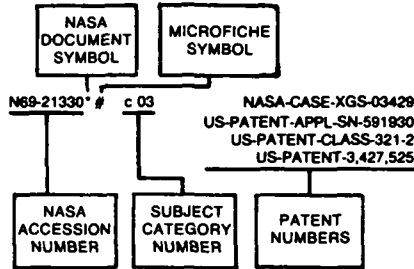 NASA
DOCUMENT
SYMBOL
MICROFICHE
SYMBOL
N69-21330* # c 03 NASA-CASE-XGS-03429
US-PATENT-APPL-SN-591930
US-PATENT-CLASS-321-2
US-PATENT-3,427,525
NASA
ACCESSION
NUMBER
SUBJECT
CATEGORY
NUMBER
PATENT
NUMBERS